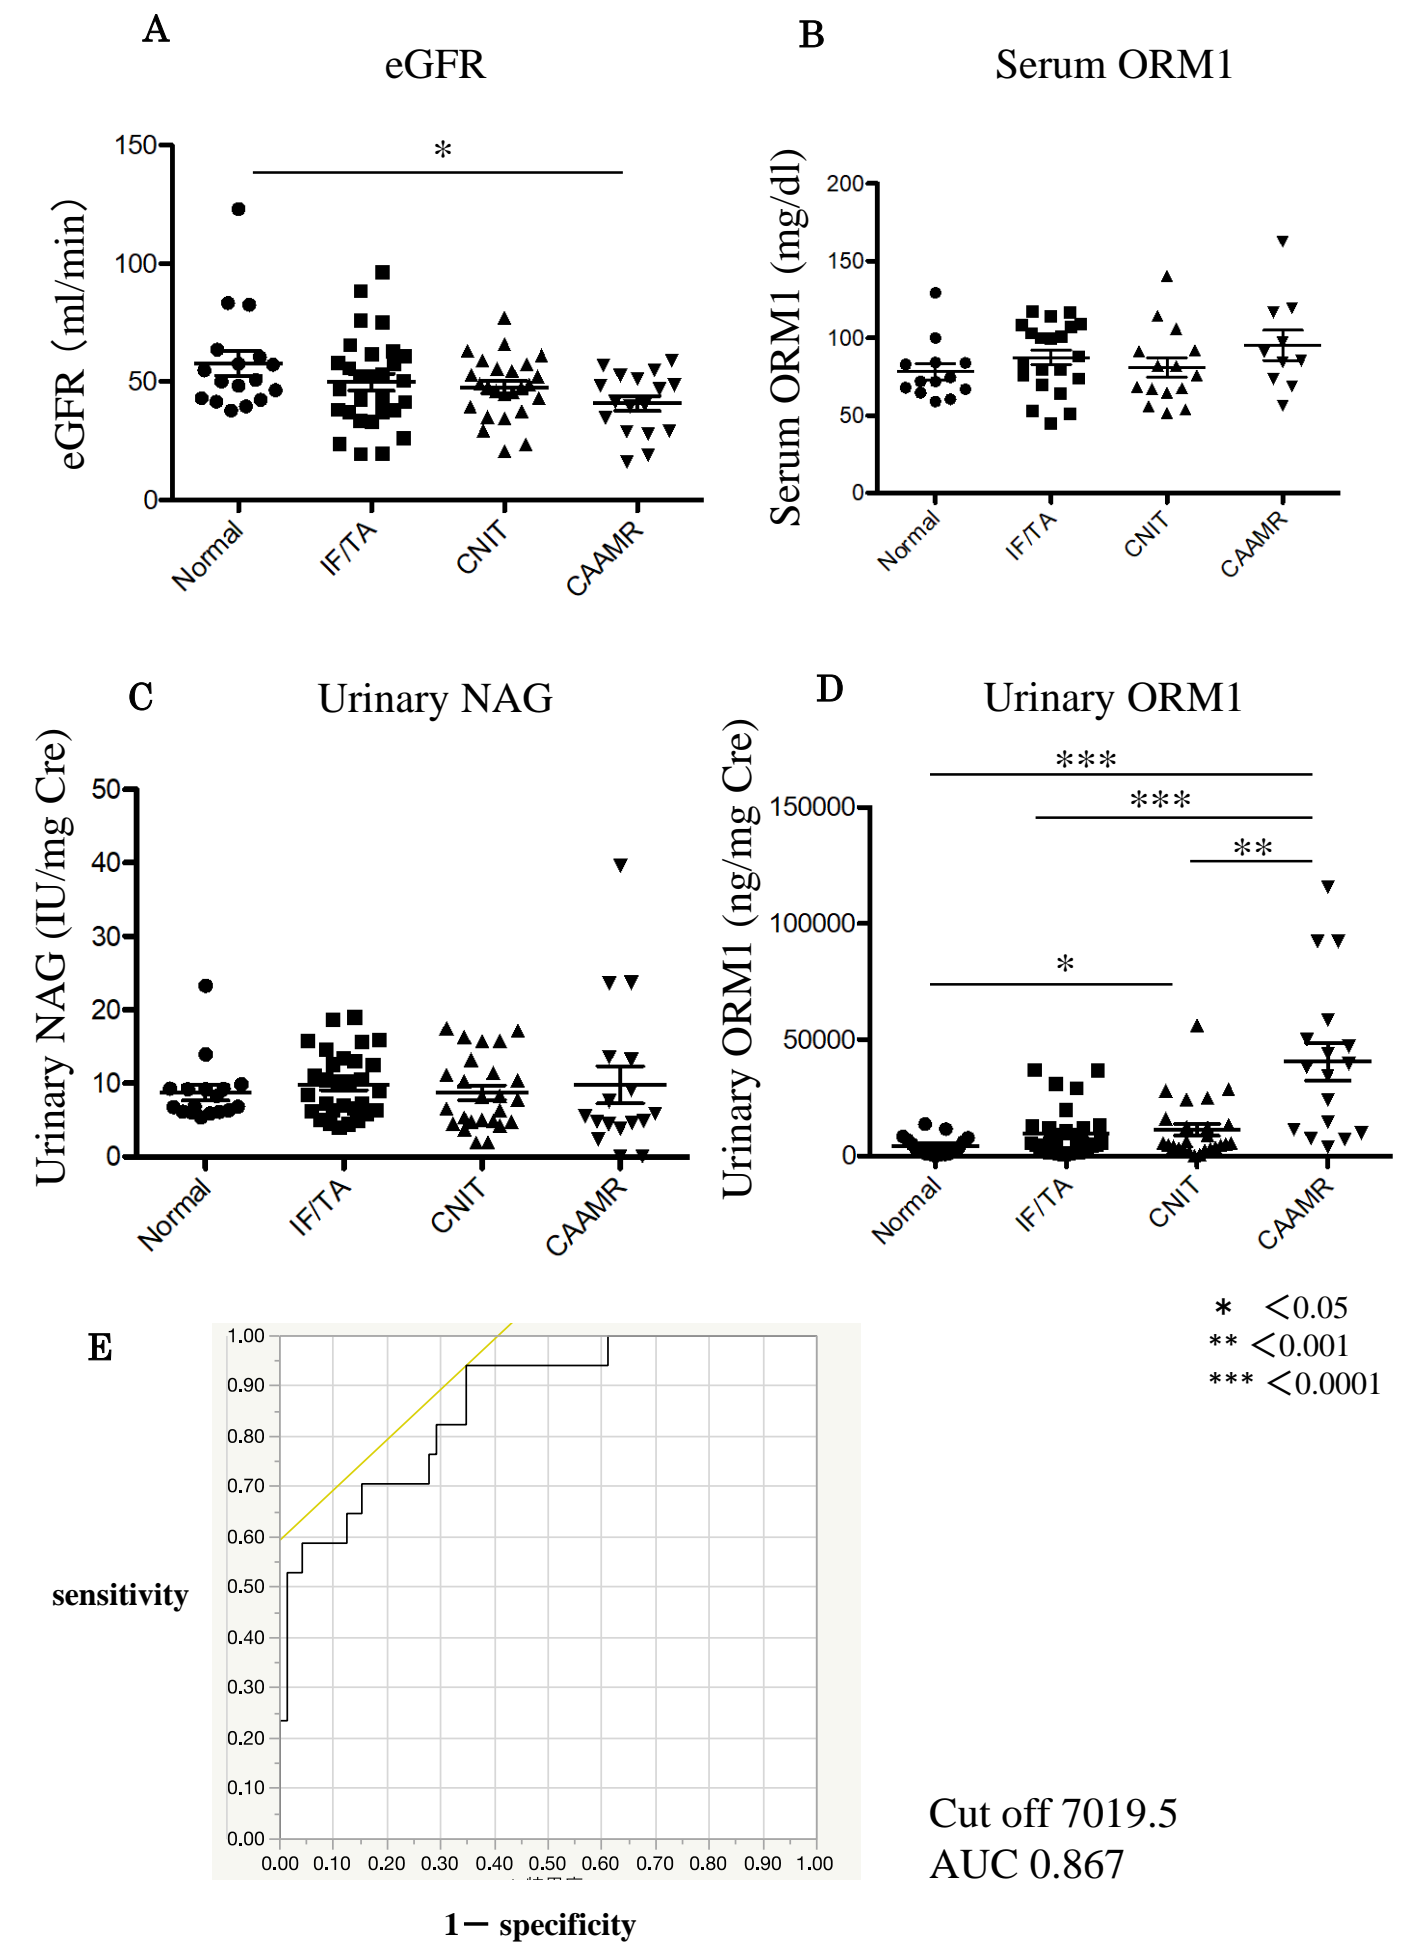 A
eGFR
*
150
100
50
0
eGFR (ml/min)
Normal
IF/TA
CNIT
CAAMR
B
Serum ORM1
200
150
100
50
0
Serum ORM1 (mg/dl)
Normal
IF/TA
CNIT
CAAMR
C
Urinary NAG
50
40
30
20
10
0
Urinary NAG (IU/mg Cre)
Normal
IF/TA
CNIT
CAAMR
D
Urinary ORM1
***
***
**
*
150000
100000
50000
0
Urinary ORM1 (ng/mg Cre)
Normal
IF/TA
CNIT
CAAMR
* <0.05
** <0.001
*** <0.0001
E
1.00
0.90
0.80
0.70
0.60
0.50
0.40
0.30
0.20
0.10
0.00
sensitivity
0.00 0.10 0.20 0.30 0.40 0.50 0.60 0.70 0.80 0.90 1.00
1− specificity
Cut off 7019.5
AUC 0.867